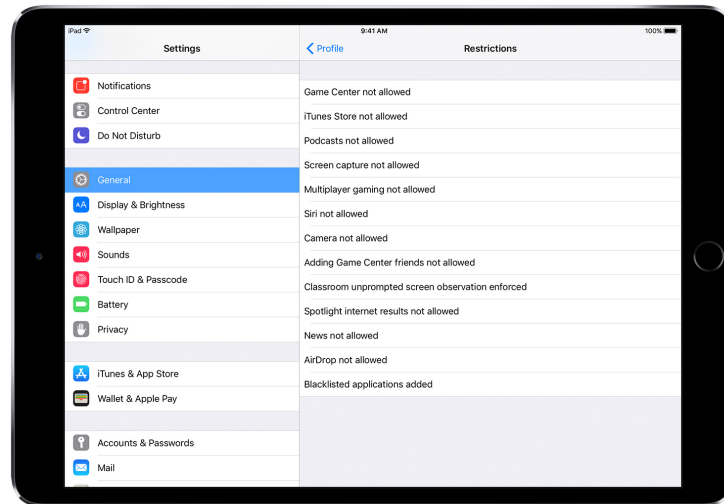 iPad
9:41 AM
100%
Settings
Profile
Restrictions
Notifications
Control Center
Do Not Disturb
General
AA Display & Brightness
Wallpaper
Sounds
Touch ID & Passcode
Battery
Privacy
iTunes & App Store
Wallet & Apple Pay
Accounts & Passwords
Mail
Game Center not allowed
iTunes Store not allowed
Podcasts not allowed
Screen capture not allowed
Multiplayer gaming not allowed
Siri not allowed
Camera not allowed
Adding Game Center friends not allowed
Classroom unprompted screen observation enforced
Spotlight internet results not allowed
News not allowed
AirDrop not allowed
Blacklisted applications added